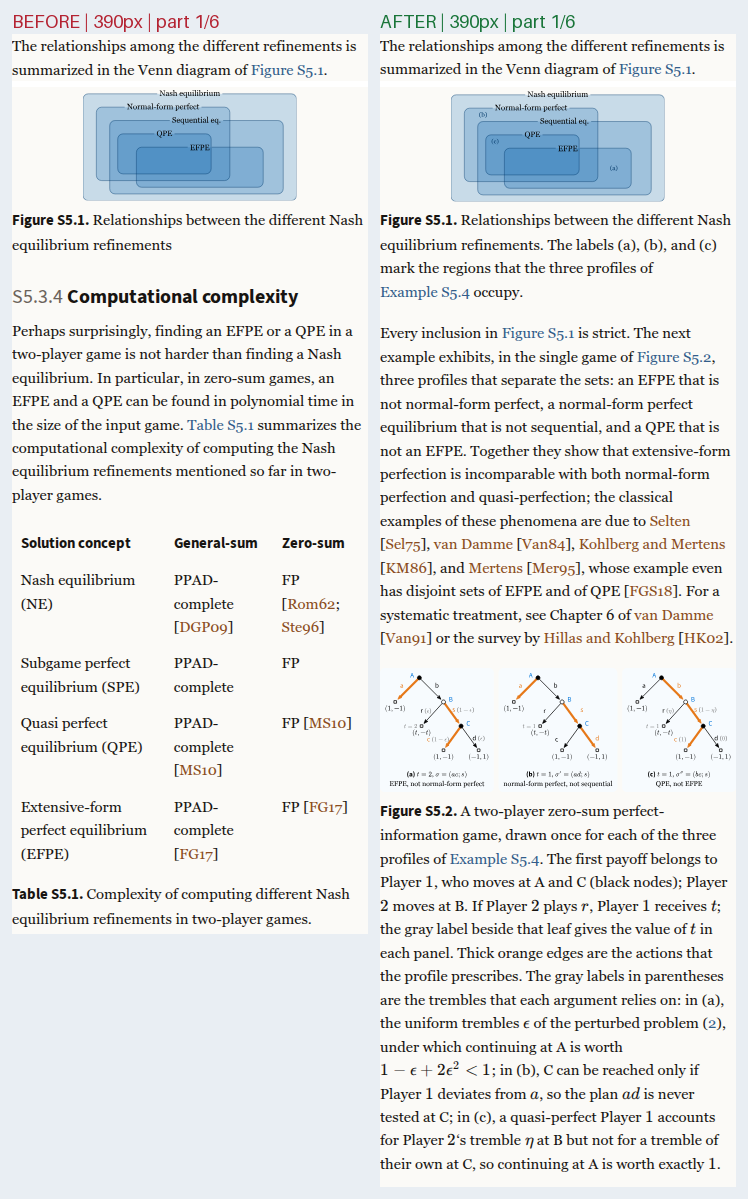 BEFORE | 390px | part 1/6
The relationships among the different refinements is
summarized in the Venn diagram of Figure S5.1.
Nash equilibrium
Normal-form perfect
Sequential eq.
QPE
EFPE
Figure S5.1. Relationships between the different Nash
equilibrium refinements
S5.3.4 Computational complexity
Perhaps surprisingly, finding an EFPE or a QPE in a
two-player game is not harder than finding a Nash
equilibrium. In particular, in zero-sum games, an
EFPE and a QPE can be found in polynomial time in
the size of the input game. Table S5.1 summarizes the
computational complexity of computing the Nash
equilibrium refinements mentioned so far in two-
player games.
Solution concept General-sum Zero-sum
Nash equilibrium PPAD- FP
(NE) complete [Rom62;
[DGP09] Ste96]
Subgame perfect PPAD- FP
equilibrium (SPE) complete
Quasi perfect PPAD- FP [MS10]
equilibrium (QPE) complete
[MS10]
Extensive-form PPAD- FP [FG17]
perfect equilibrium complete
(EFPE) [FG17]
Table S5.1. Complexity of computing different Nash
equilibrium refinements in two-player games.
AFTER | 390px | part 1/6
The relationships among the different refinements is
summarized in the Venn diagram of Figure S5.1.
Nash equilibrium
Normal-form perfect
(b)
Sequential eq.
QPE
(c)
EFPE
(a)
Figure S5.1. Relationships between the different Nash
equilibrium refinements. The labels (a), (b), and (c)
mark the regions that the three profiles of
Example S5.4 occupy.
Every inclusion in Figure S5.1 is strict. The next
example exhibits, in the single game of Figure S5.2,
three profiles that separate the sets: an EFPE that is
not normal-form perfect, a normal-form perfect
equilibrium that is not sequential, and a QPE that is
not an EFPE. Together they show that extensive-form
perfection is incomparable with both normal-form
perfection and quasi-perfection; the classical
examples of these phenomena are due to Selten
[Sel75], van Damme [Van84], Kohlberg and Mertens
[KM86], and Mertens [Mer95], whose example even
has disjoint sets of EFPE and of QPE [FGS18]. For a
systematic treatment, see Chapter 6 of van Damme
[Van91] or the survey by Hillas and Kohlberg [HK02].
A A A
a b a b a b
(1, −1) B (1, −1) B (1, −1) B
r (ε) s (1 − ε) r s r (η) s (1 − η)
t = 2 C t = 1 C t = 1 C
(t, −t) (t, −t) (t, −t)
c (1 − ε) d (ε) c d c (1) d (0)
(1, −1) (−1, 1) (1, −1) (−1, 1) (1, −1) (−1, 1)
(a) t = 2, σ = (ac; s) (b) t = 1, σ′ = (ad; s) (c) t = 1, σ″ = (bc; s)
EFPE, not normal-form perfect normal-form perfect, not sequential QPE, not EFPE
Figure S5.2. A two-player zero-sum perfect-
information game, drawn once for each of the three
profiles of Example S5.4. The first payoff belongs to
Player 1, who moves at A and C (black nodes); Player
2 moves at B. If Player 2 plays r, Player 1 receives t;
the gray label beside that leaf gives the value of t in
each panel. Thick orange edges are the actions that
the profile prescribes. The gray labels in parentheses
are the trembles that each argument relies on: in (a),
the uniform trembles ϵ of the perturbed problem (2),
under which continuing at A is worth
1 − ϵ + 2ϵ² < 1; in (b), C can be reached only if
Player 1 deviates from a, so the plan ad is never
tested at C; in (c), a quasi-perfect Player 1 accounts
for Player 2‘s tremble η at B but not for a tremble of
their own at C, so continuing at A is worth exactly 1.